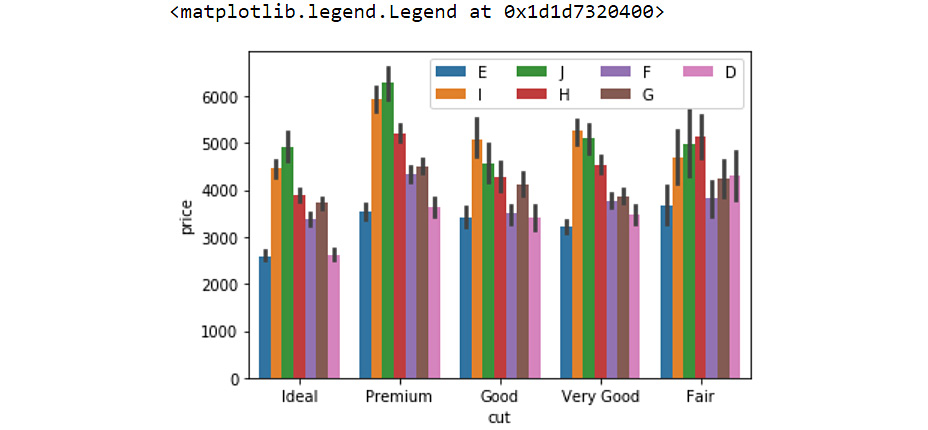 <matplotlib.legend.Legend at 0x1d1d7320400>
E J F D
I H G
6000
5000
4000
3000
2000
1000
0
price
Ideal Premium Good Very Good Fair
cut